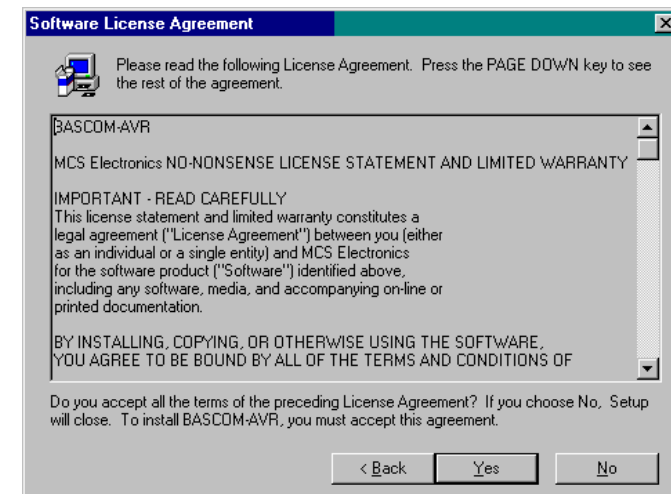 Software License Agreement
Please read the following License Agreement. Press the PAGE DOWN key to see
the rest of the agreement.
BASCOM-AVR
MCS Electronics NO-NONSENSE LICENSE STATEMENT AND LIMITED WARRANTY
IMPORTANT - READ CAREFULLY
This license statement and limited warranty constitutes a
legal agreement ("License Agreement") between you (either
as an individual or a single entity) and MCS Electronics
for the software product ("Software") identified above,
including any software, media, and accompanying on-line or
printed documentation.
BY INSTALLING, COPYING, OR OTHERWISE USING THE SOFTWARE,
YOU AGREE TO BE BOUND BY ALL OF THE TERMS AND CONDITIONS OF
Do you accept all the terms of the preceding License Agreement? If you choose No, Setup
will close. To install BASCOM-AVR, you must accept this agreement.
< Back Yes No